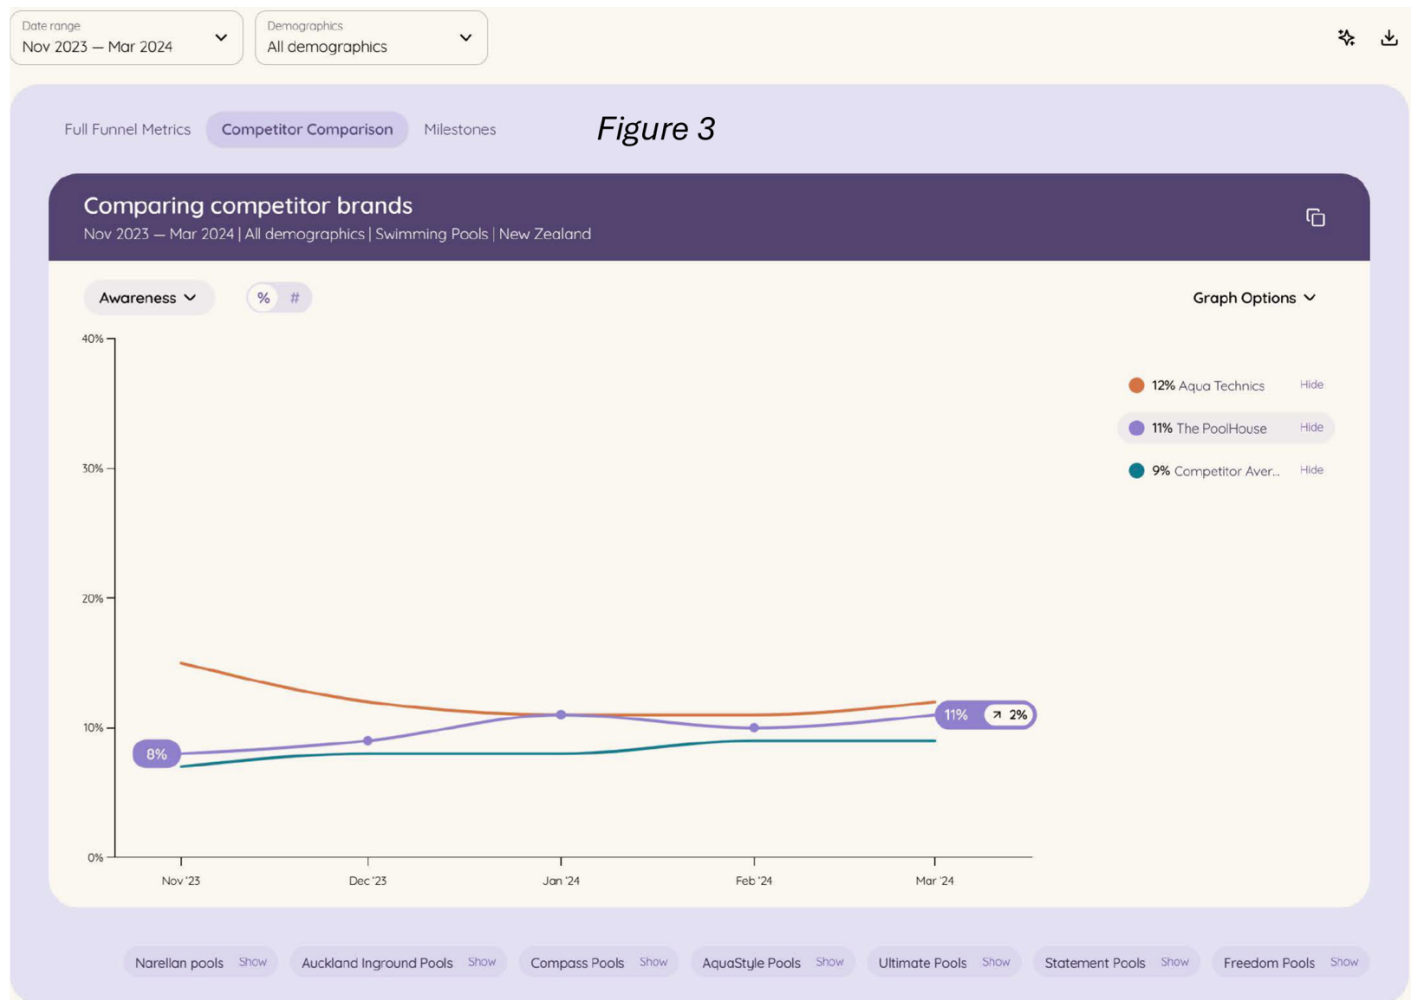 Date range
Nov 2023 — Mar 2024
Demographics
All demographics
Full Funnel Metrics
Competitor Comparison
Milestones
Figure 3
Comparing competitor brands
Nov 2023 — Mar 2024 | All demographics | Swimming Pools | New Zealand
Awareness
% #
Graph Options
40%
30%
20%
10%
0%
12% Aqua Technics Hide
11% The PoolHouse Hide
9% Competitor Aver... Hide
8%
11% 2%
Nov '23
Dec '23
Jan '24
Feb '24
Mar '24
Narellan pools Show
Auckland Inground Pools Show
Compass Pools Show
AquaStyle Pools Show
Ultimate Pools Show
Statement Pools Show
Freedom Pools Show